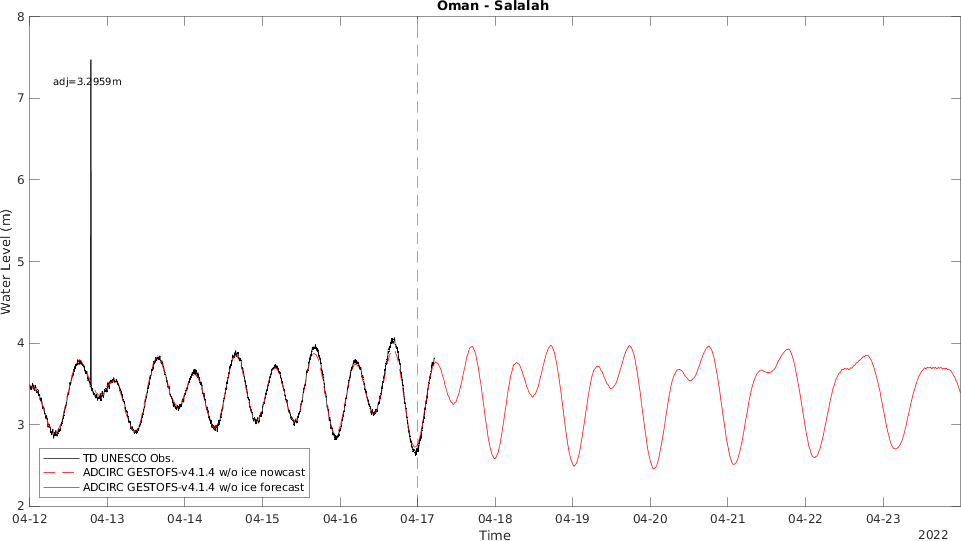 Oman - Salalah
8
adj=3.2959m
7
6
5
4
3
2
Water Level (m)
TD UNESCO Obs.
ADCIRC GESTOFS-v4.1.4 w/o ice nowcast
ADCIRC GESTOFS-v4.1.4 w/o ice forecast
04-12 04-13 04-14 04-15 04-16 04-17 04-18 04-19 04-20 04-21 04-22 04-23
Time
2022